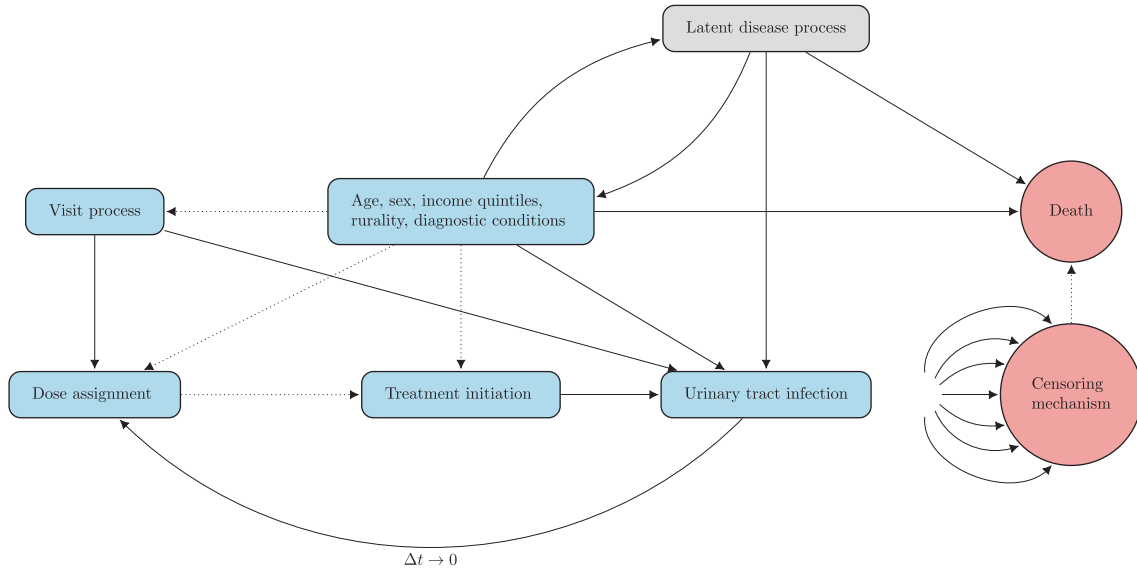 Latent disease process
Visit process
Age, sex, income quintiles,
rurality, diagnostic conditions
Death
Dose assignment
Treatment initiation
Urinary tract infection
Censoring
mechanism
Δt → 0